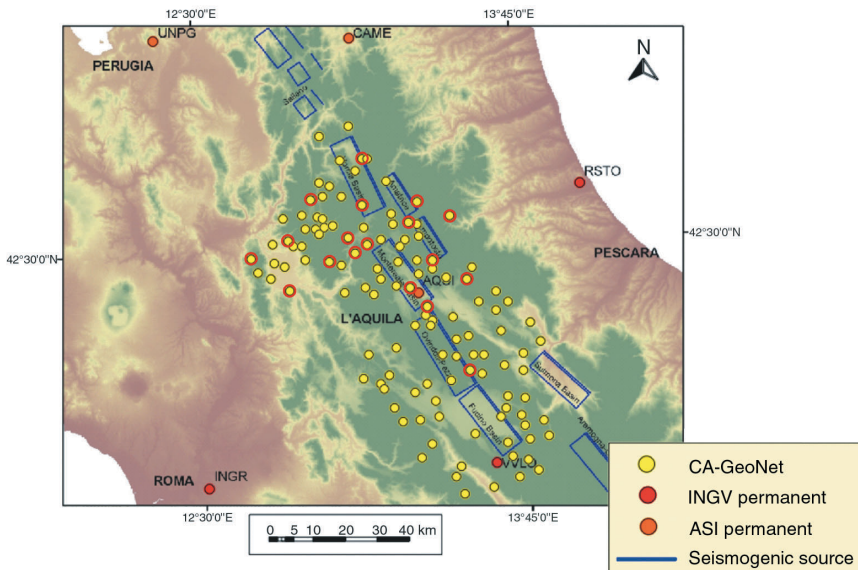 12°30'0"E
13°45'0"E
UNPG
CAME
PERUGIA
N
RSTO
42°30'0"N
PESCARA
42°30'0"N
AQUI
L'AQUILA
Sulmona Basin
Fucino Basin
VVLO
ROMA
INGR
12°30'0"E
13°45'0"E
0 5 10 20 30 40 km
CA-GeoNet
INGV permanent
ASI permanent
Seismogenic source